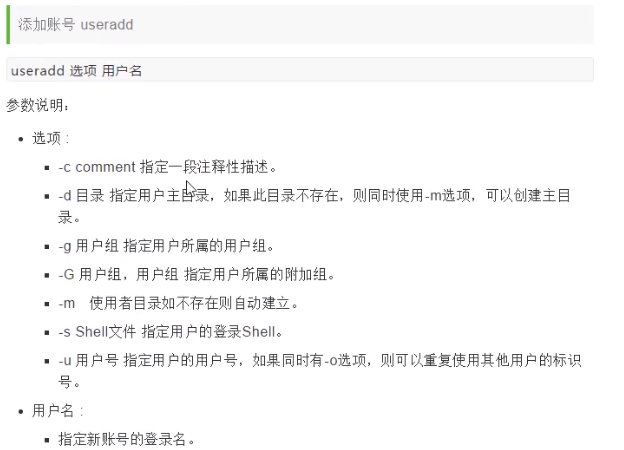 添加账号 useradd
useradd 选项 用户名
参数说明：
选项 :
-c comment 指定一段注释性描述。
-d 目录 指定用户主目录，如果此目录不存在，则同时使用-m选项，可以创建主目
录。
-g 用户组 指定用户所属的用户组。
-G 用户组，用户组 指定用户所属的附加组。
-m 使用者目录如不存在则自动建立。
-s Shell文件 指定用户的登录Shell。
-u 用户号 指定用户的用户号，如果同时有-o选项，则可以重复使用其他用户的标识
号。
用户名 :
指定新账号的登录名。